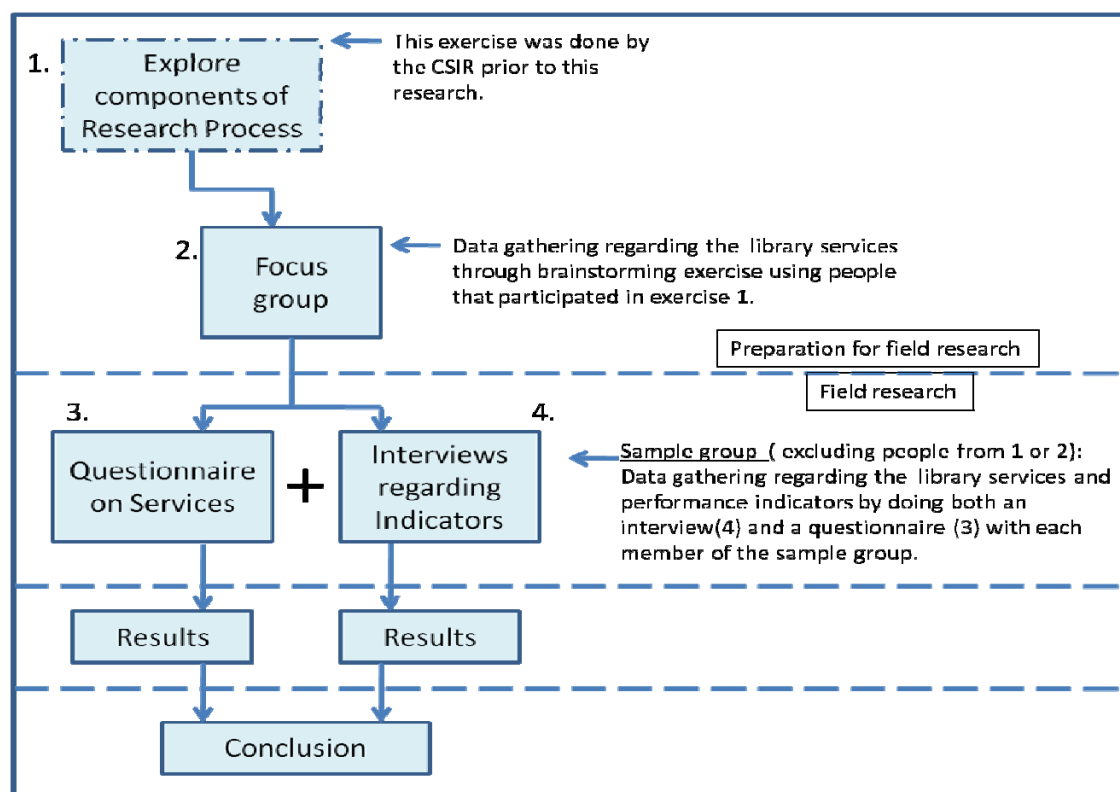 1.
Explore
components of
Research Process
This exercise was done by
the CSIR prior to this
research.
2.
Focus
group
Data gathering regarding the library services
through brainstorming exercise using people
that participated in exercise 1.
Preparation for field research
Field research
3.
Questionnaire
on Services
+
4.
Interviews
regarding
Indicators
Sample group ( excluding people from 1 or 2):
Data gathering regarding the library services and
performance indicators by doing both an
interview(4) and a questionnaire (3) with each
member of the sample group.
Results
Results
Conclusion